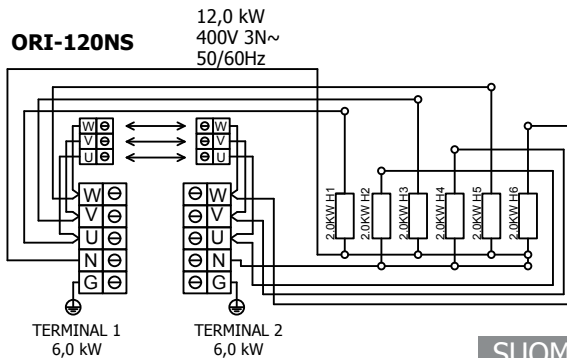 ORI-120NS
12,0 kW
400V 3N~
50/60Hz
W
V
U
W
V
U
W
V
U
N
G
W
V
U
N
G
2.0KW H1
2.0KW H2
2.0KW H3
2.0KW H4
2.0KW H5
2.0KW H6
TERMINAL 1
6,0 kW
TERMINAL 2
6,0 kW
SUOM